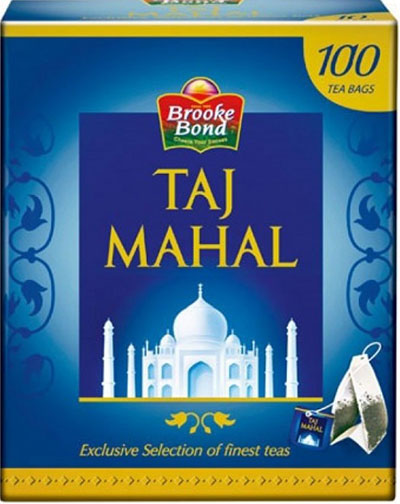 100
TEA BAGS
Brooke
Bond
TAJ
MAHAL
TAJ
MAHAL
Exclusive Selection of finest teas